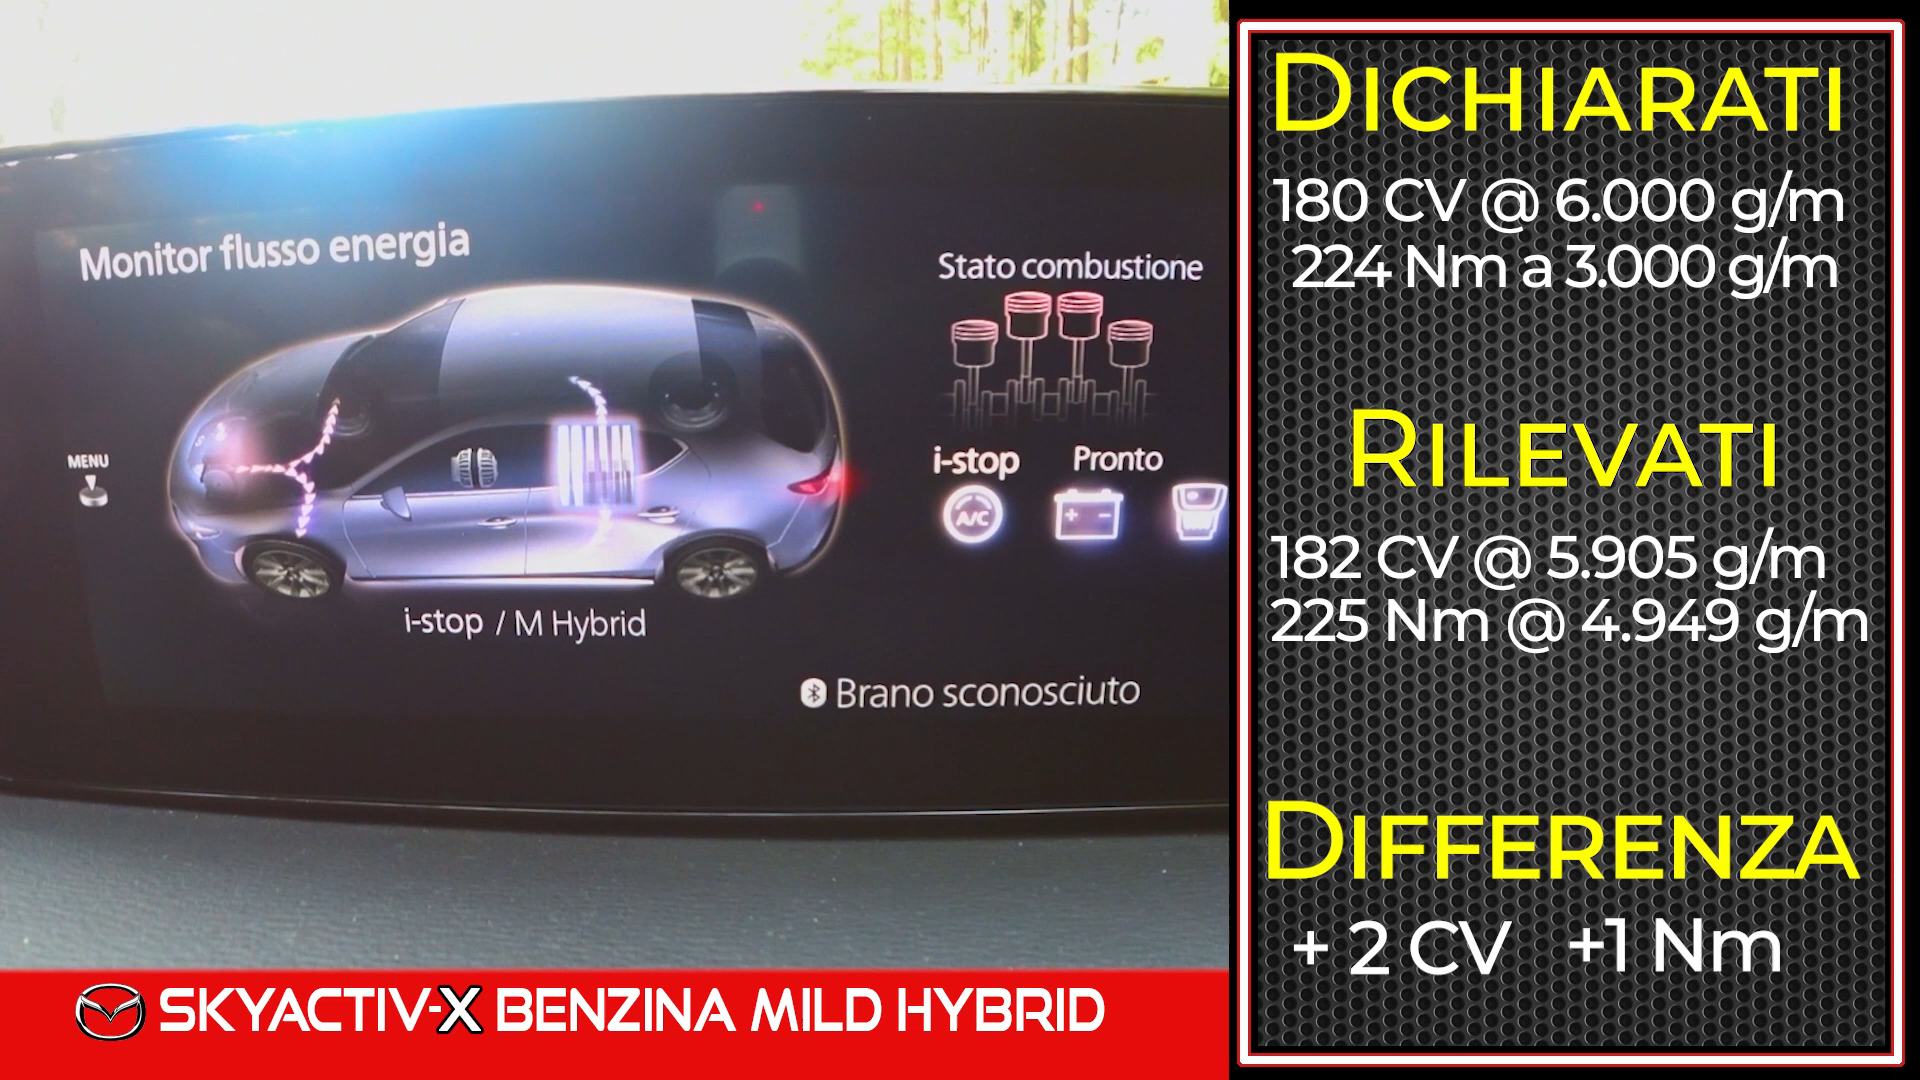 Monitor flusso energia
Stato combustione
MENU
i-stop Pronto
A/C
+ -
i-stop / M Hybrid
Brano sconosciuto
SKYACTIV-X BENZINA MILD HYBRID
DICHIARATI
180 CV @ 6.000 g/m
224 Nm a 3.000 g/m
RILEVATI
182 CV @ 5.905 g/m
225 Nm @ 4.949 g/m
DIFFERENZA
+ 2 CV +1 Nm